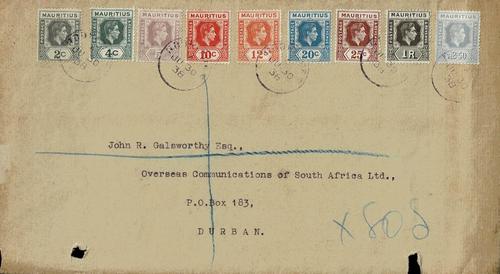 MAURITIUS MAURITIUS MAURITIUS MAURITIUS MAURITIUS MAURITIUS MAURITIUS MAURITIUS MAURITIUS
2c 4c 10c 12c 20c 25c 1R
John R. Galsworthy Esq.,
Overseas Communications of South Africa Ltd.,
P.O.Box 183,
DURBAN.
x808